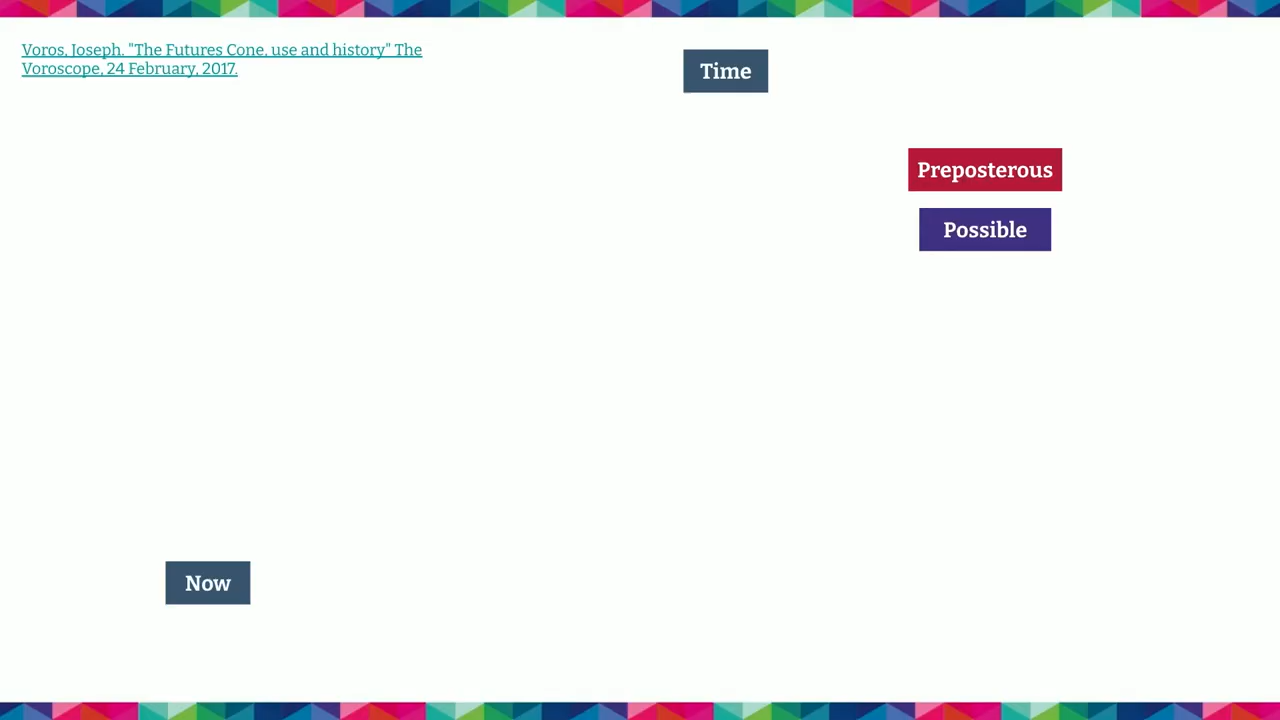 Voros, Joseph. "The Futures Cone, use and history" The
Voroscope, 24 February, 2017.
Time
Preposterous
Possible
Now